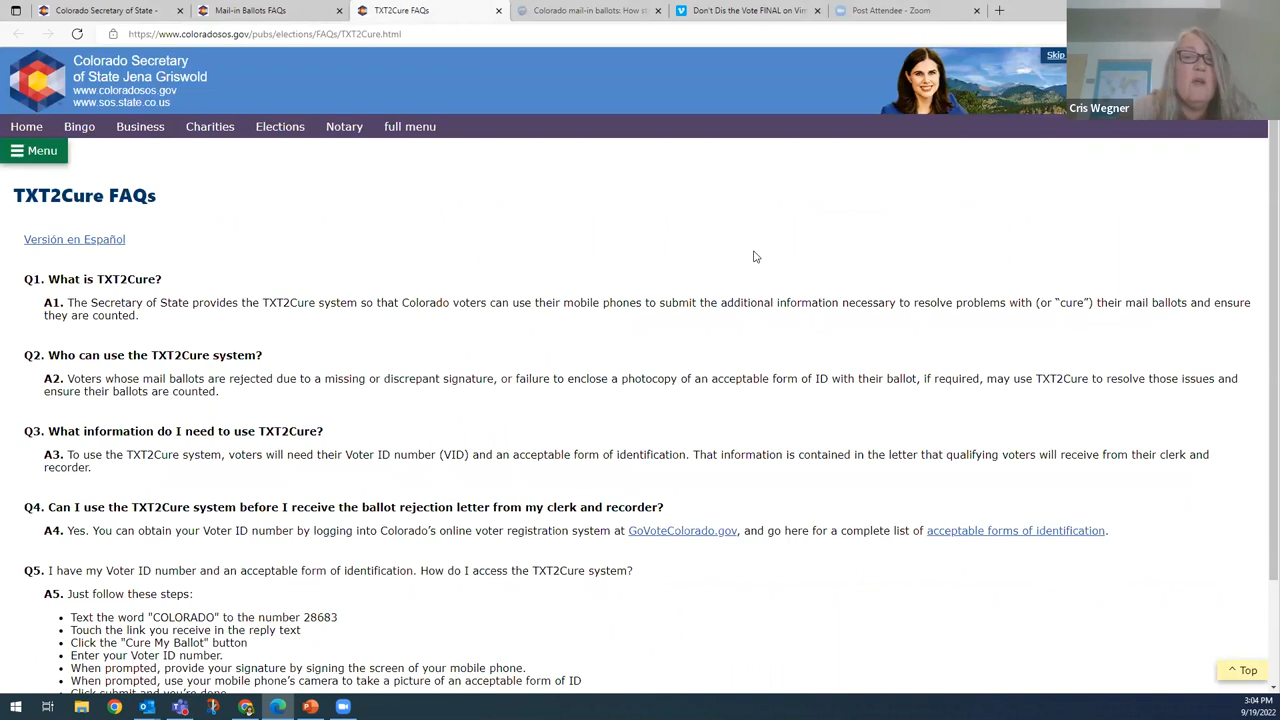 Colorado Secretary of State -
Mail-in Ballots FAQs
TXT2Cure FAQs
Colorado mail-in ballots: How st
Don't Dis the Vote FINAL on Vim
Post Attendee - Zoom
https://www.coloradosos.gov/pubs/elections/FAQs/TXT2Cure.html
Colorado Secretary
of State Jena Griswold
www.coloradosos.gov
www.sos.state.co.us
Skip
Cris Wegner
Home Bingo Business Charities Elections Notary full menu
Menu
TXT2Cure FAQs
Versión en Español
Q1. What is TXT2Cure?
A1. The Secretary of State provides the TXT2Cure system so that Colorado voters can use their mobile phones to submit the additional information necessary to resolve problems with (or “cure”) their mail ballots and ensure
they are counted.
Q2. Who can use the TXT2Cure system?
A2. Voters whose mail ballots are rejected due to a missing or discrepant signature, or failure to enclose a photocopy of an acceptable form of ID with their ballot, if required, may use TXT2Cure to resolve those issues and
ensure their ballots are counted.
Q3. What information do I need to use TXT2Cure?
A3. To use the TXT2Cure system, voters will need their Voter ID number (VID) and an acceptable form of identification. That information is contained in the letter that qualifying voters will receive from their clerk and
recorder.
Q4. Can I use the TXT2Cure system before I receive the ballot rejection letter from my clerk and recorder?
A4. Yes. You can obtain your Voter ID number by logging into Colorado’s online voter registration system at GoVoteColorado.gov, and go here for a complete list of acceptable forms of identification.
Q5. I have my Voter ID number and an acceptable form of identification. How do I access the TXT2Cure system?
A5. Just follow these steps:
• Text the word "COLORADO" to the number 28683
• Touch the link you receive in the reply text
• Click the "Cure My Ballot" button
• Enter your Voter ID number.
• When prompted, provide your signature by signing the screen of your mobile phone.
• When prompted, use your mobile phone’s camera to take a picture of an acceptable form of ID
• Click submit and you’re done
^ Top
3:04 PM
9/19/2022